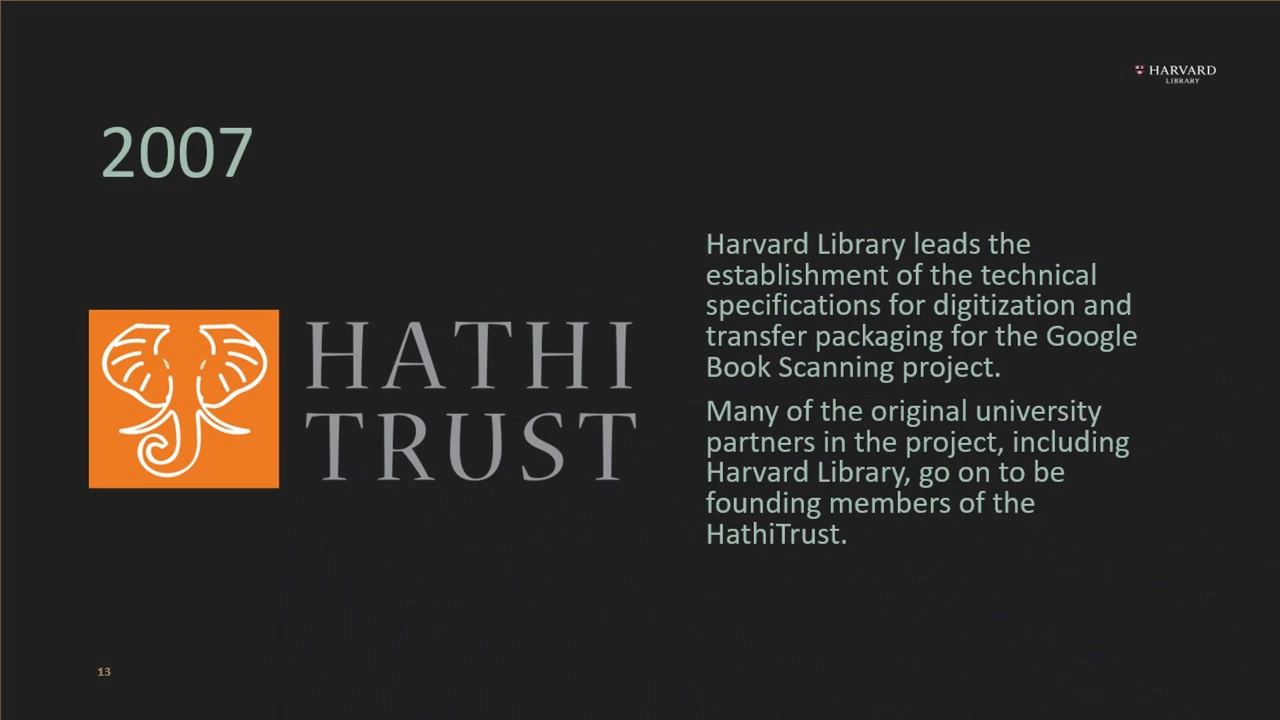 HARVARD
LIBRARY
2007
HATHI
TRUST
Harvard Library leads the
establishment of the technical
specifications for digitization and
transfer packaging for the Google
Book Scanning project.
Many of the original university
partners in the project, including
Harvard Library, go on to be
founding members of the
HathiTrust.
13